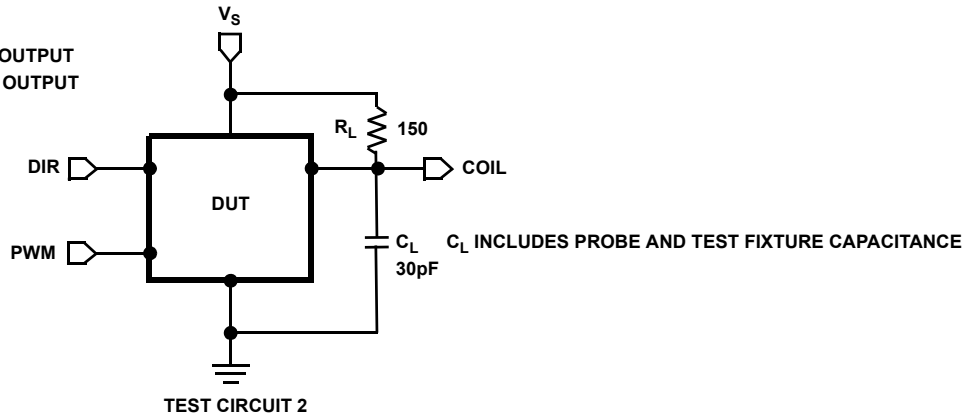 V_S
OUTPUT
OUTPUT
R_L 150
DIR
COIL
DUT
PWM
C_L C_L INCLUDES PROBE AND TEST FIXTURE CAPACITANCE
30pF
TEST CIRCUIT 2